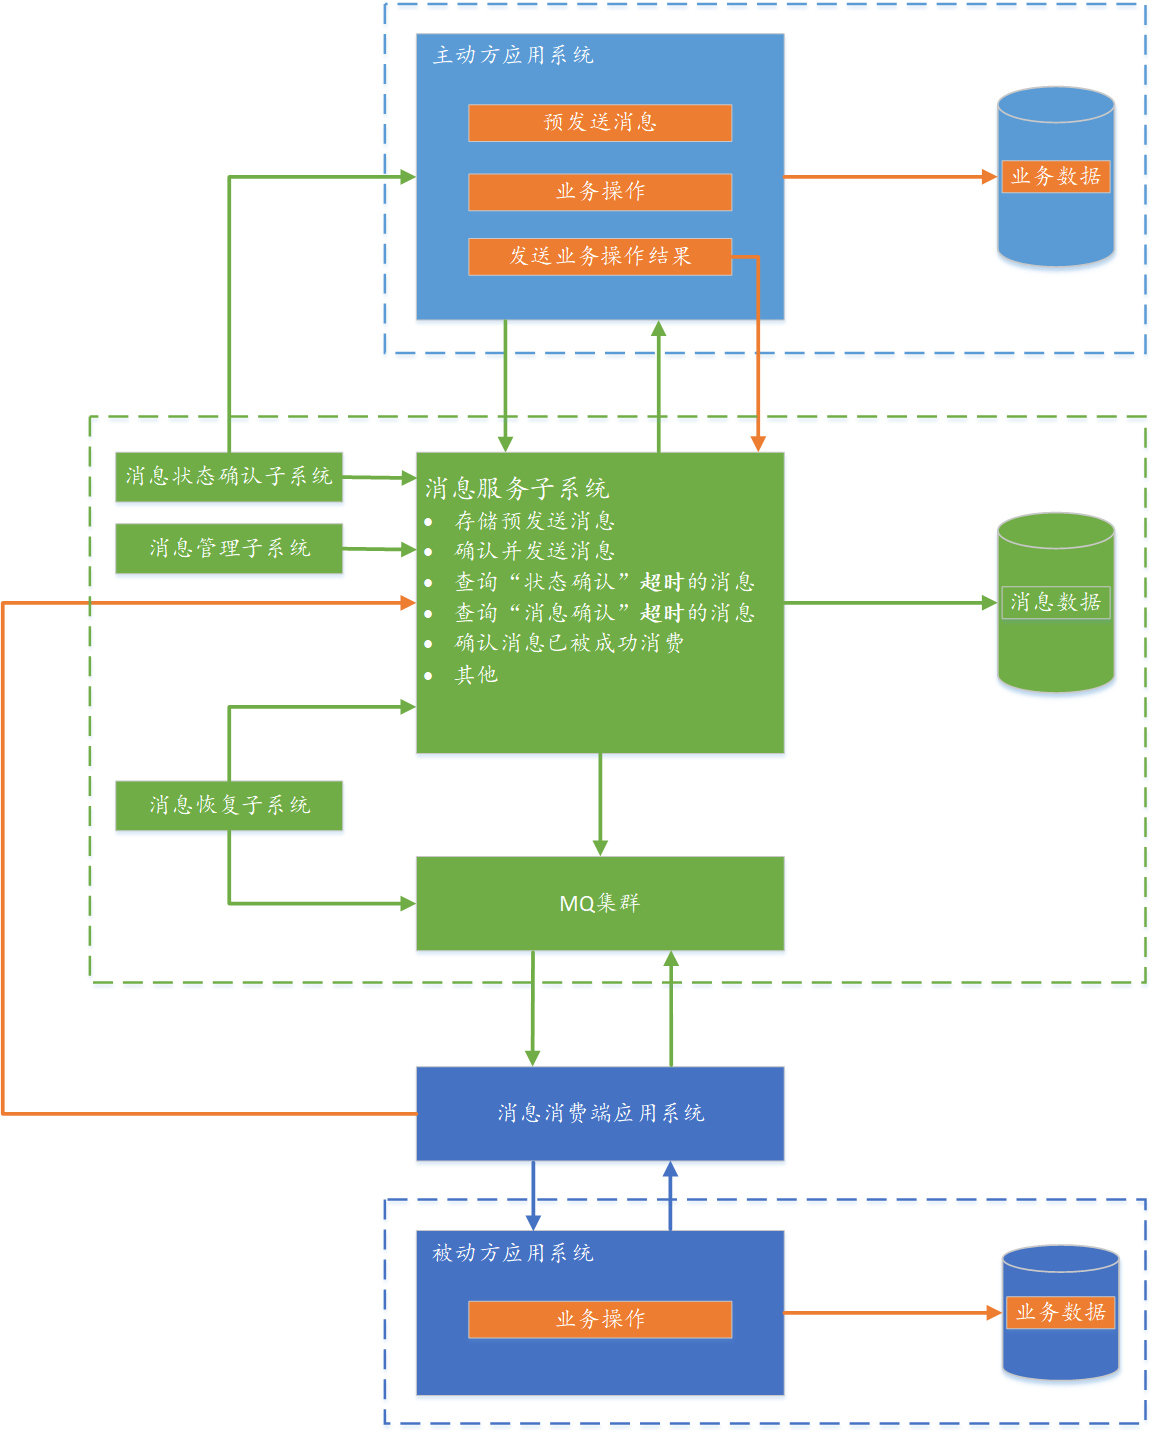 主动方应用系统
预发送消息
业务操作
业务数据
发送业务操作结果
消息状态确认子系统
消息管理子系统
消息服务子系统
• 存储预发送消息
• 确认并发送消息
• 查询“状态确认”超时的消息
• 查询“消息确认”超时的消息
• 确认消息已被成功消费
• 其他
消息数据
消息恢复子系统
MQ集群
消息消费端应用系统
被动方应用系统
业务操作
业务数据